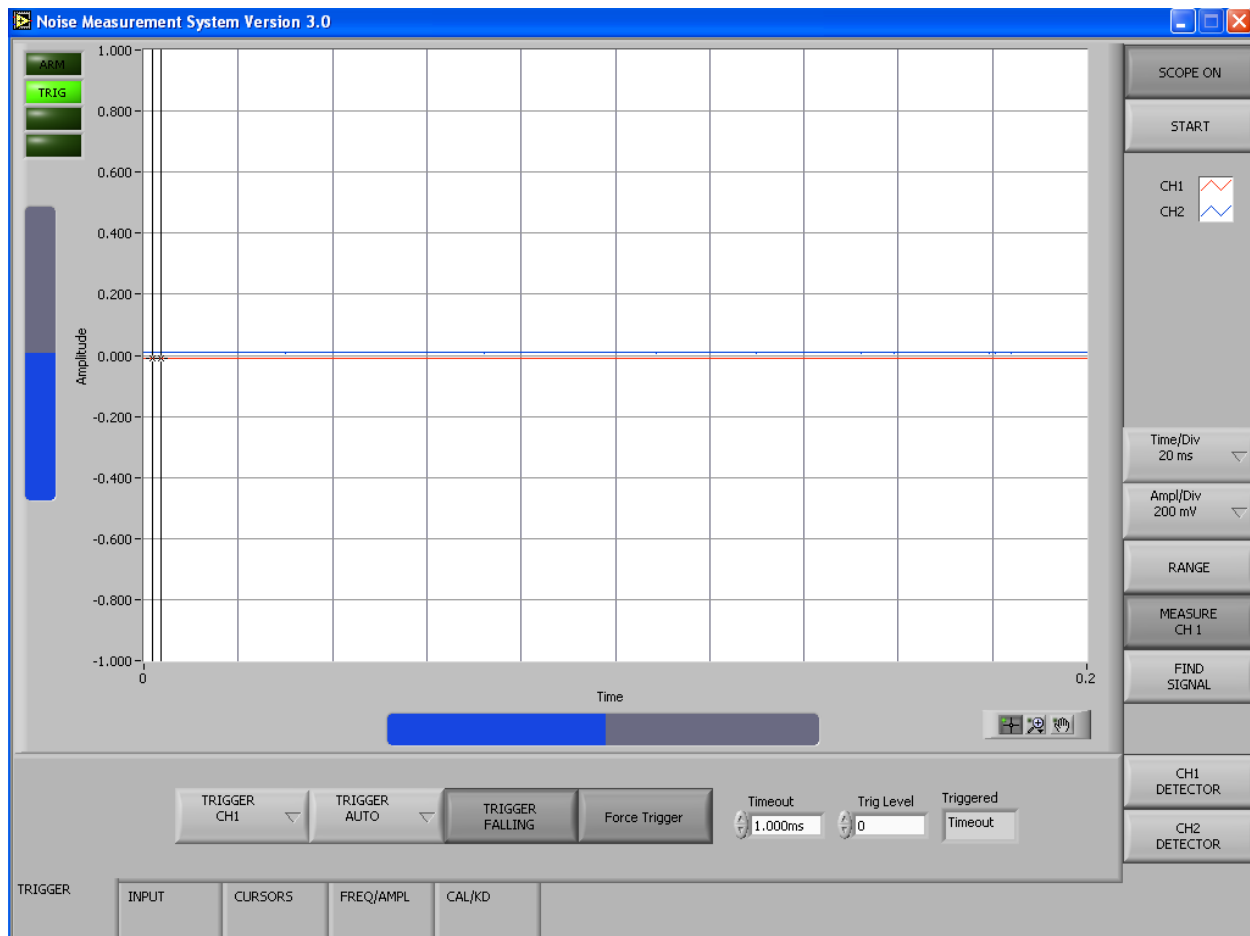 Noise Measurement System Version 3.0
ARM
TRIG
1.000
0.800
0.600
0.400
0.200
0.000
-0.200
-0.400
-0.600
-0.800
-1.000
Amplitude
0
0.2
Time
SCOPE ON
START
CH1
CH2
Time/Div
20 ms
Ampl/Div
200 mV
RANGE
MEASURE
CH 1
FIND
SIGNAL
CH1
DETECTOR
CH2
DETECTOR
TRIGGER
CH1
TRIGGER
AUTO
TRIGGER
FALLING
Force Trigger
Timeout
1.000ms
Trig Level
0
Triggered
Timeout
TRIGGER
INPUT
CURSORS
FREQ/AMPL
CAL/KD